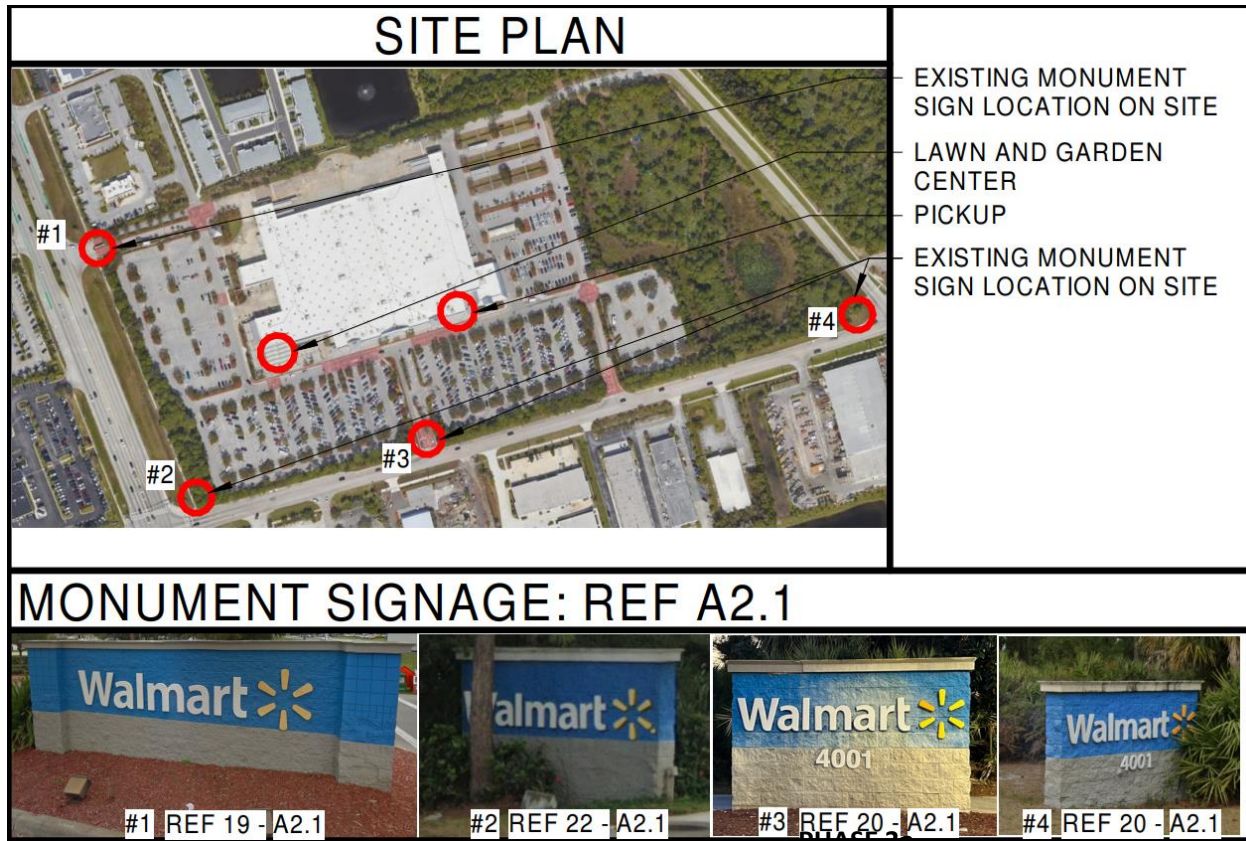 SITE PLAN
EXISTING MONUMENT
SIGN LOCATION ON SITE
LAWN AND GARDEN
CENTER
PICKUP
EXISTING MONUMENT
SIGN LOCATION ON SITE
#1
#2
#3
#4
MONUMENT SIGNAGE: REF A2.1
Walmart
#1 REF 19 - A2.1
Walmart
#2 REF 22 - A2.1
Walmart
4001
#3 REF 20 - A2.1
Walmart
4001
#4 REF 20 - A2.1